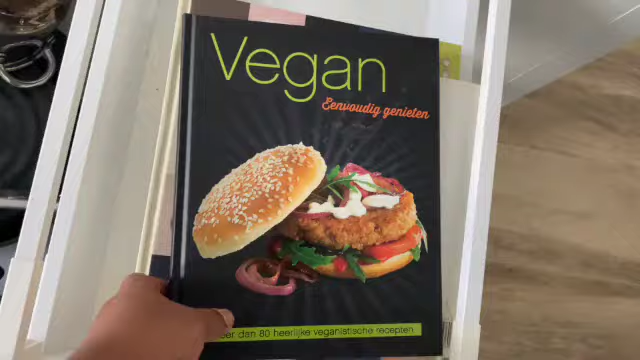 Vegan
Eenvoudig genieten
dan 80 heerlijke veganistische recepten